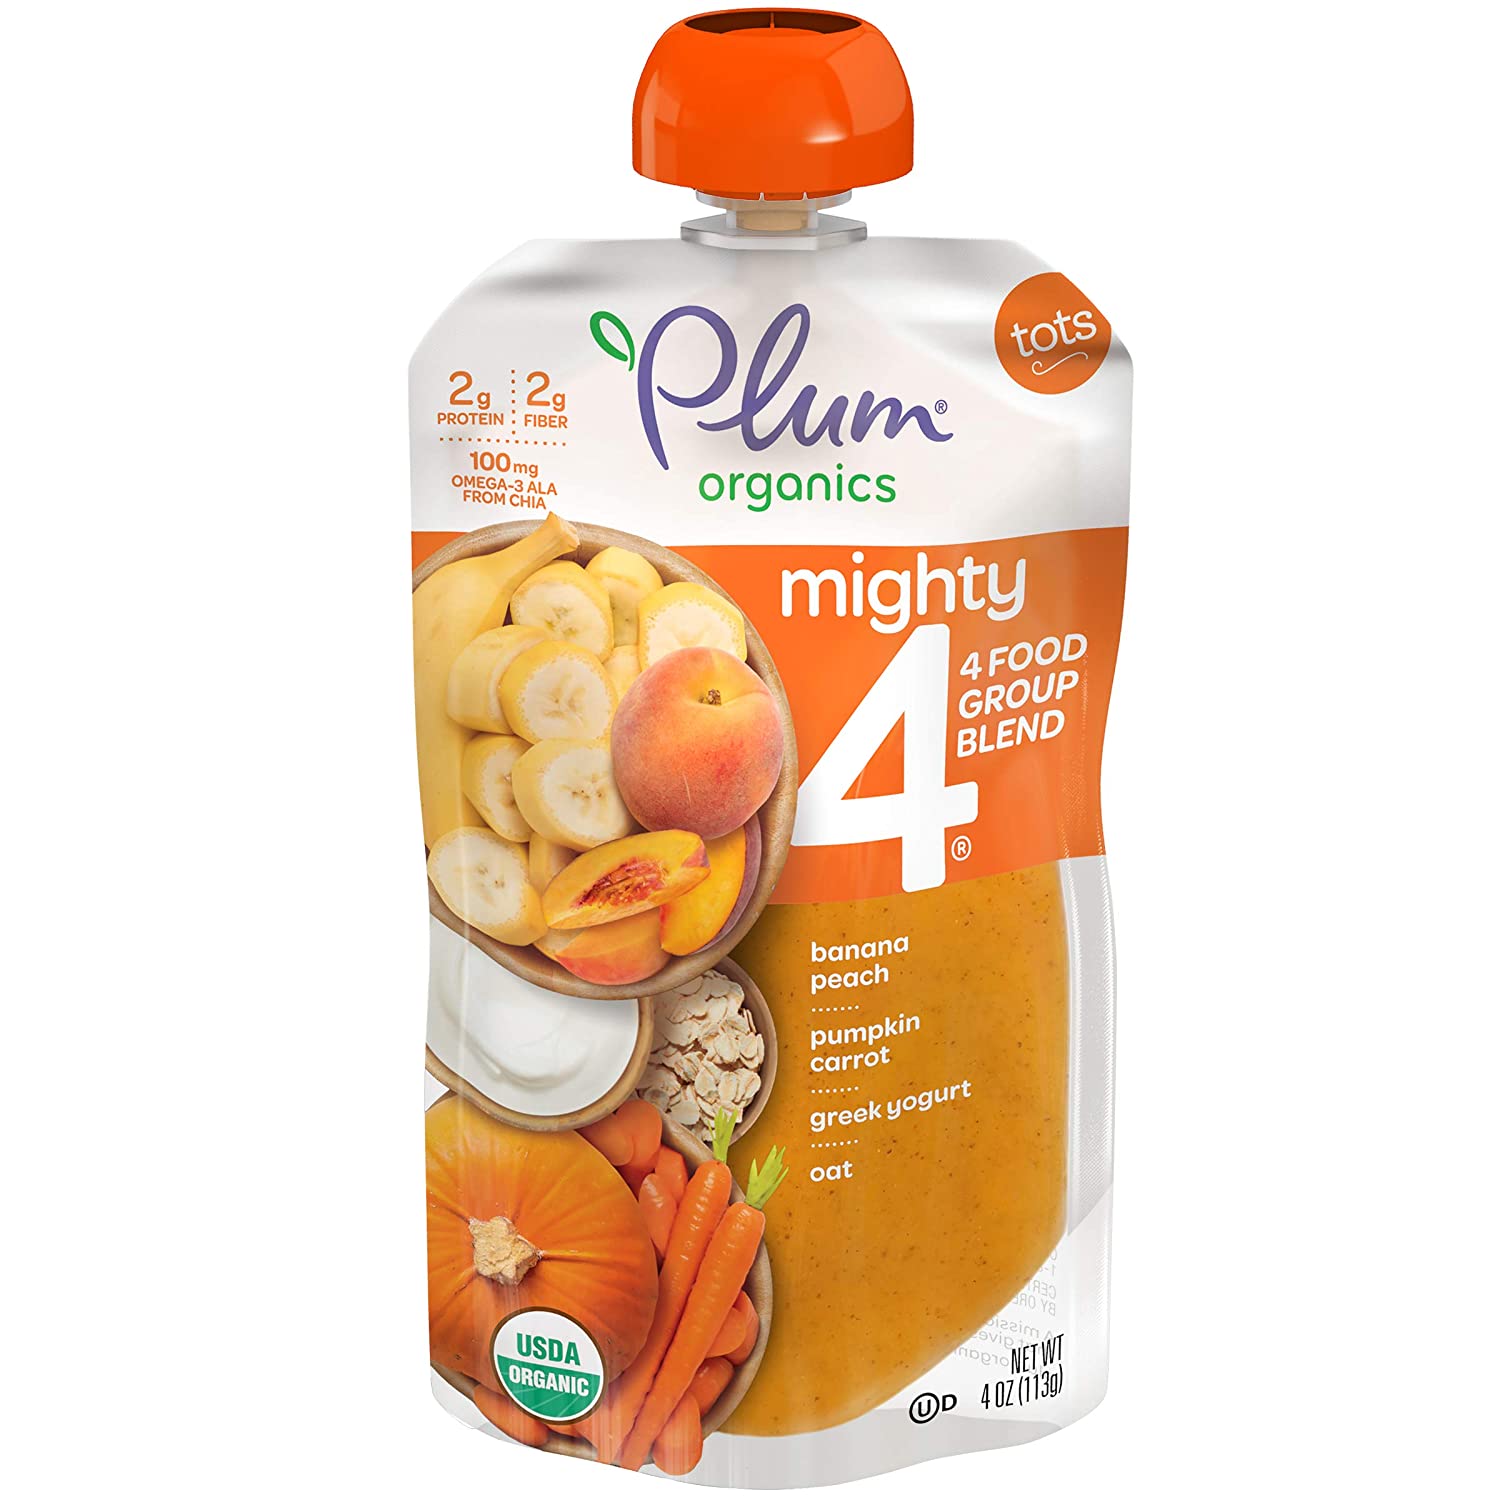 tots
Plum®
organics
2g PROTEIN
2g FIBER
100mg
OMEGA-3 ALA
FROM CHIA
mighty
4®
4 FOOD
GROUP
BLEND
banana
peach
pumpkin
carrot
greek yogurt
oat
USDA
ORGANIC
U D
NET WT
4 OZ (113g)